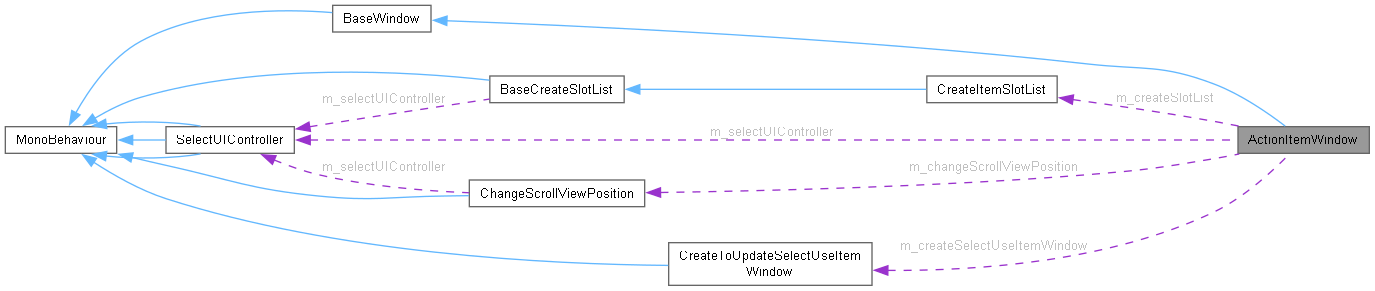 BaseWindow
BaseCreateSlotList
CreateItemSlotList
m_selectUIController
m_createSlotList
MonoBehaviour
SelectUIController
m_selectUIController
ActionItemWindow
m_selectUIController
m_changeScrollViewPosition
ChangeScrollViewPosition
m_createSelectUseItemWindow
CreateToUpdateSelectUseItem
Window